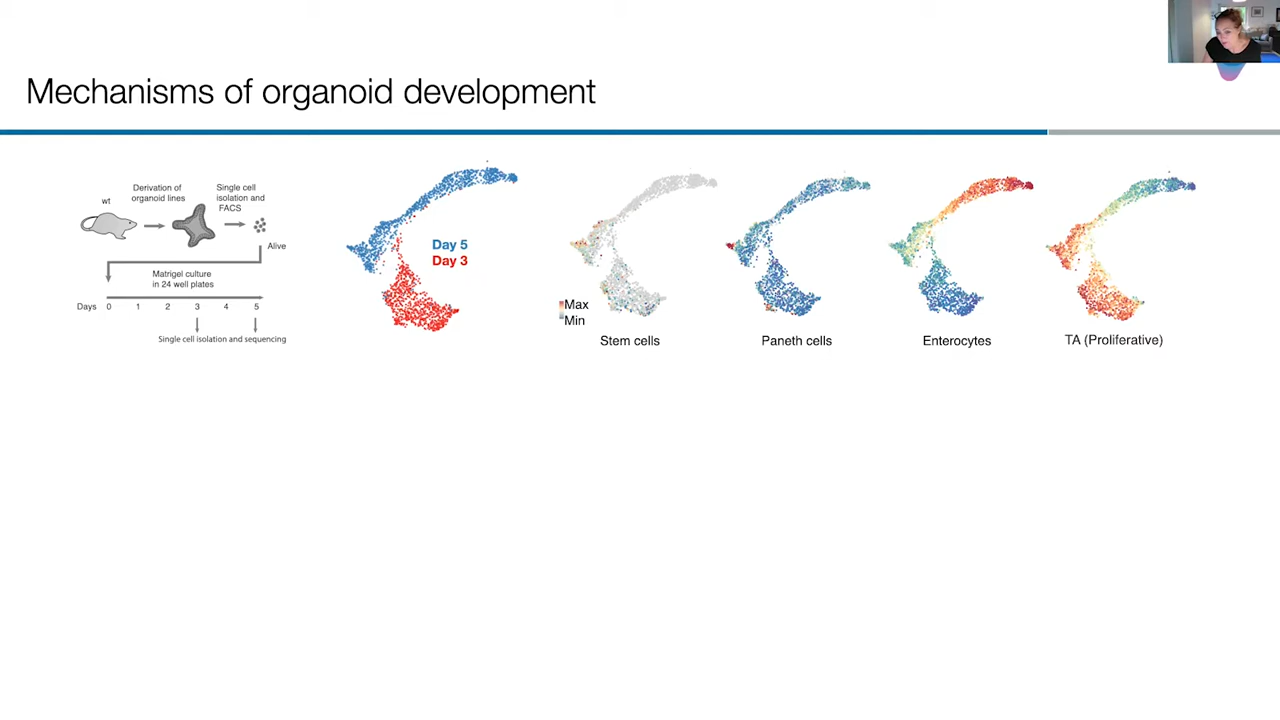 Mechanisms of organoid development
wt
Derivation of
organoid lines
Single cell
isolation and
FACS
Alive
Matrigel culture
in 24 well plates
Days 0 1 2 3 4 5
Single cell isolation and sequencing
Day 5
Day 3
Max
Min
Stem cells
Paneth cells
Enterocytes
TA (Proliferative)